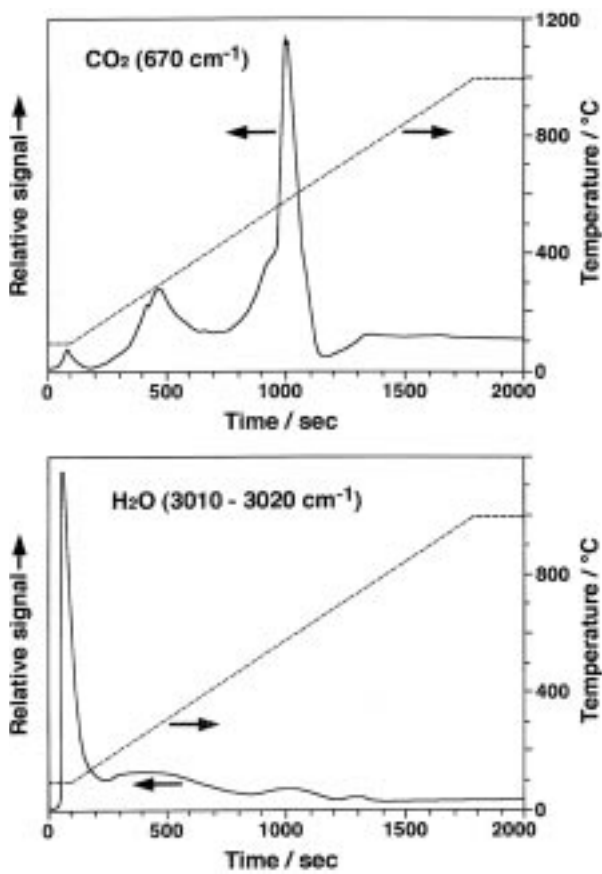 CO₂ (670 cm⁻¹)
Relative signal →
Temperature / °C
1200
800
400
0
0 500 1000 1500 2000
Time / sec
H₂O (3010 - 3020 cm⁻¹)
Relative signal →
Temperature / °C
800
400
0
0 500 1000 1500 2000
Time / sec